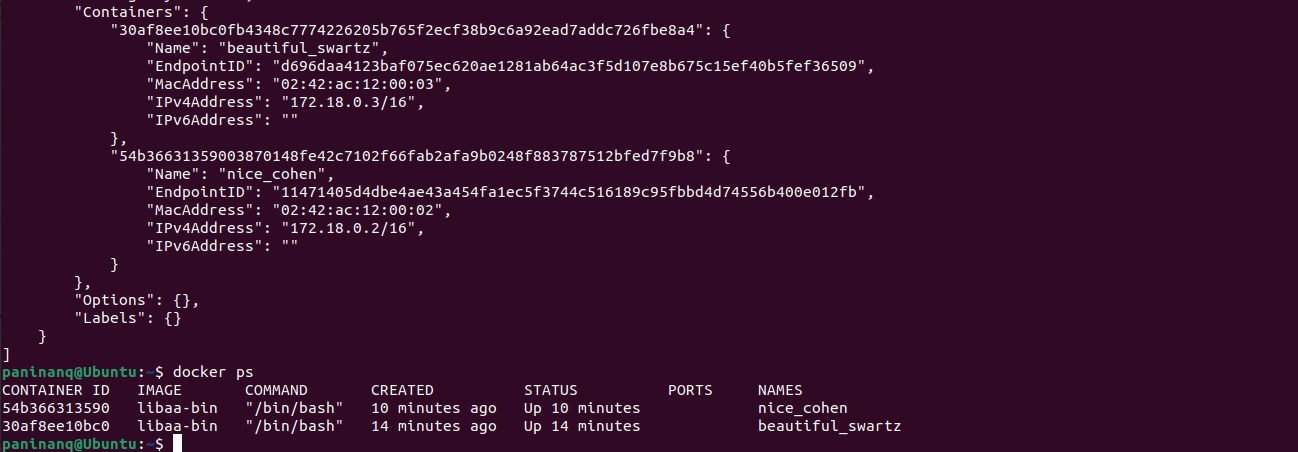 "Containers": {
"30af8ee10bc0fb4348c7774226205b765f2ecf38b9c6a92ead7addc726fbe8a4": {
"Name": "beautiful_swartz",
"EndpointID": "d696daa4123baf075ec620ae1281ab64ac3f5d107e8b675c15ef40b5fef36509",
"MacAddress": "02:42:ac:12:00:03",
"IPv4Address": "172.18.0.3/16",
"IPv6Address": ""
},
"54b36631359003870148fe42c7102f66fab2afa9b0248f883787512bfed7f9b8": {
"Name": "nice_cohen",
"EndpointID": "11471405d4dbe4ae43a454fa1ec5f3744c516189c95fbbd4d74556b400e012fb",
"MacAddress": "02:42:ac:12:00:02",
"IPv4Address": "172.18.0.2/16",
"IPv6Address": ""
}
},
"Options": {},
"Labels": {}
}
]
paninanq@Ubuntu:~$ docker ps
CONTAINER ID IMAGE COMMAND CREATED STATUS PORTS NAMES
54b366313590 libaa-bin "/bin/bash" 10 minutes ago Up 10 minutes nice_cohen
30af8ee10bc0 libaa-bin "/bin/bash" 14 minutes ago Up 14 minutes beautiful_swartz
paninanq@Ubuntu:~$